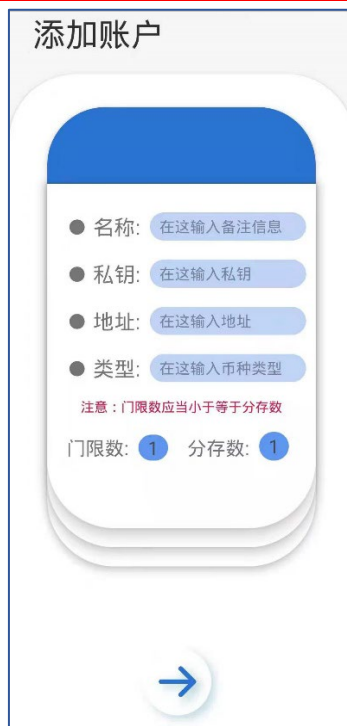 添加账户
名称: 在这输入备注信息
私钥: 在这输入私钥
地址: 在这输入地址
类型: 在这输入币种类型
注意：门限数应当小于等于分存数
门限数: 1 分存数: 1